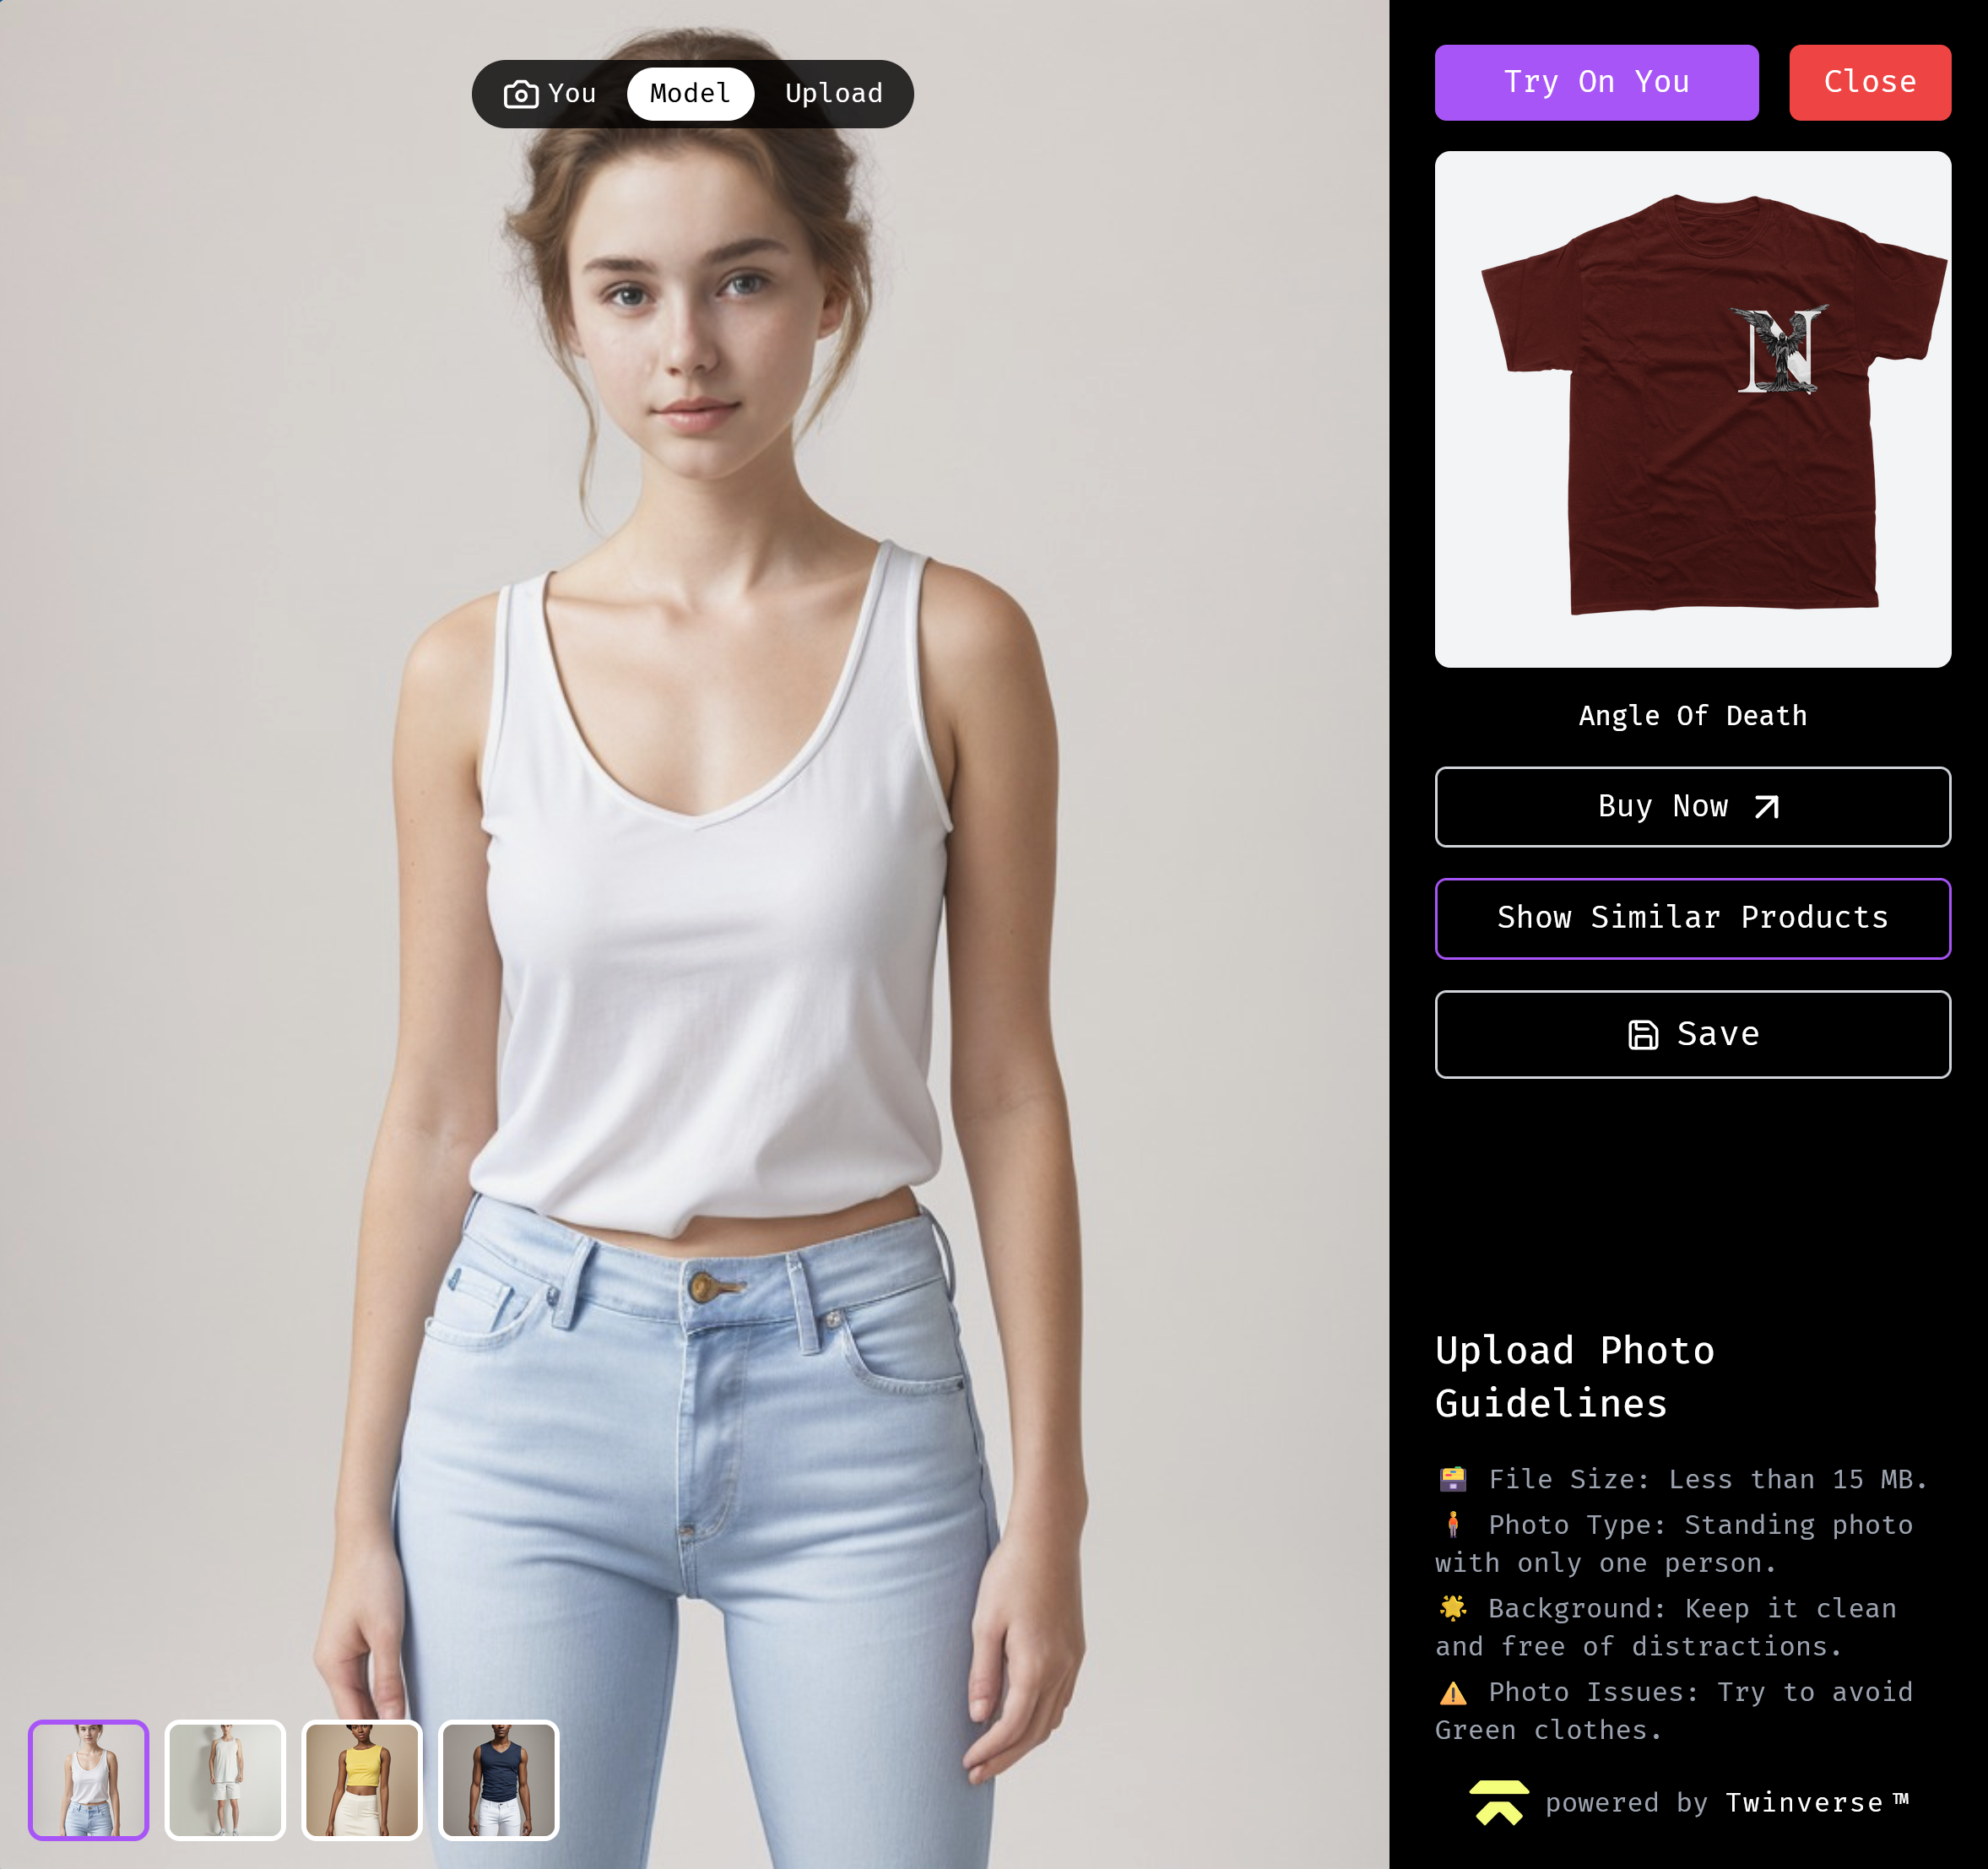 You
Model
Upload
Try On You
Close
N
Angle Of Death
Buy Now
Show Similar Products
Save
Upload Photo
Guidelines
File Size: Less than 15 MB.
Photo Type: Standing photo
with only one person.
Background: Keep it clean
and free of distractions.
Photo Issues: Try to avoid
Green clothes.
powered by Twinverse™